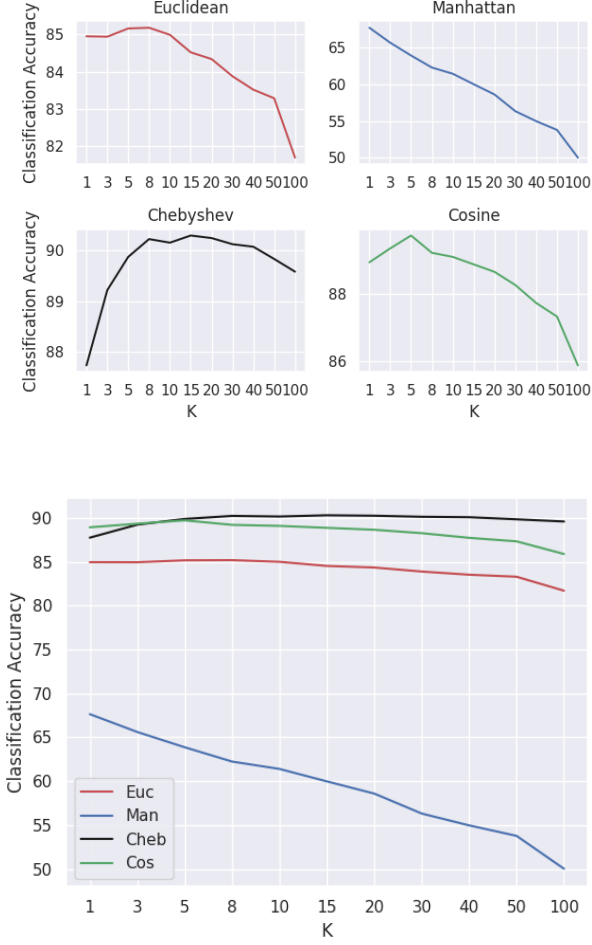 Euclidean
Manhattan
Classification Accuracy
85
84
83
82
1 3 5 8 10 15 20 30 40 50 100
65
60
55
50
1 3 5 8 10 15 20 30 40 50 100
Chebyshev
Cosine
Classification Accuracy
90
89
88
1 3 5 8 10 15 20 30 40 50 100
K
88
86
1 3 5 8 10 15 20 30 40 50 100
K
Classification Accuracy
90
85
80
75
70
65
60
55
50
Euc
Man
Cheb
Cos
1 3 5 8 10 15 20 30 40 50 100
K